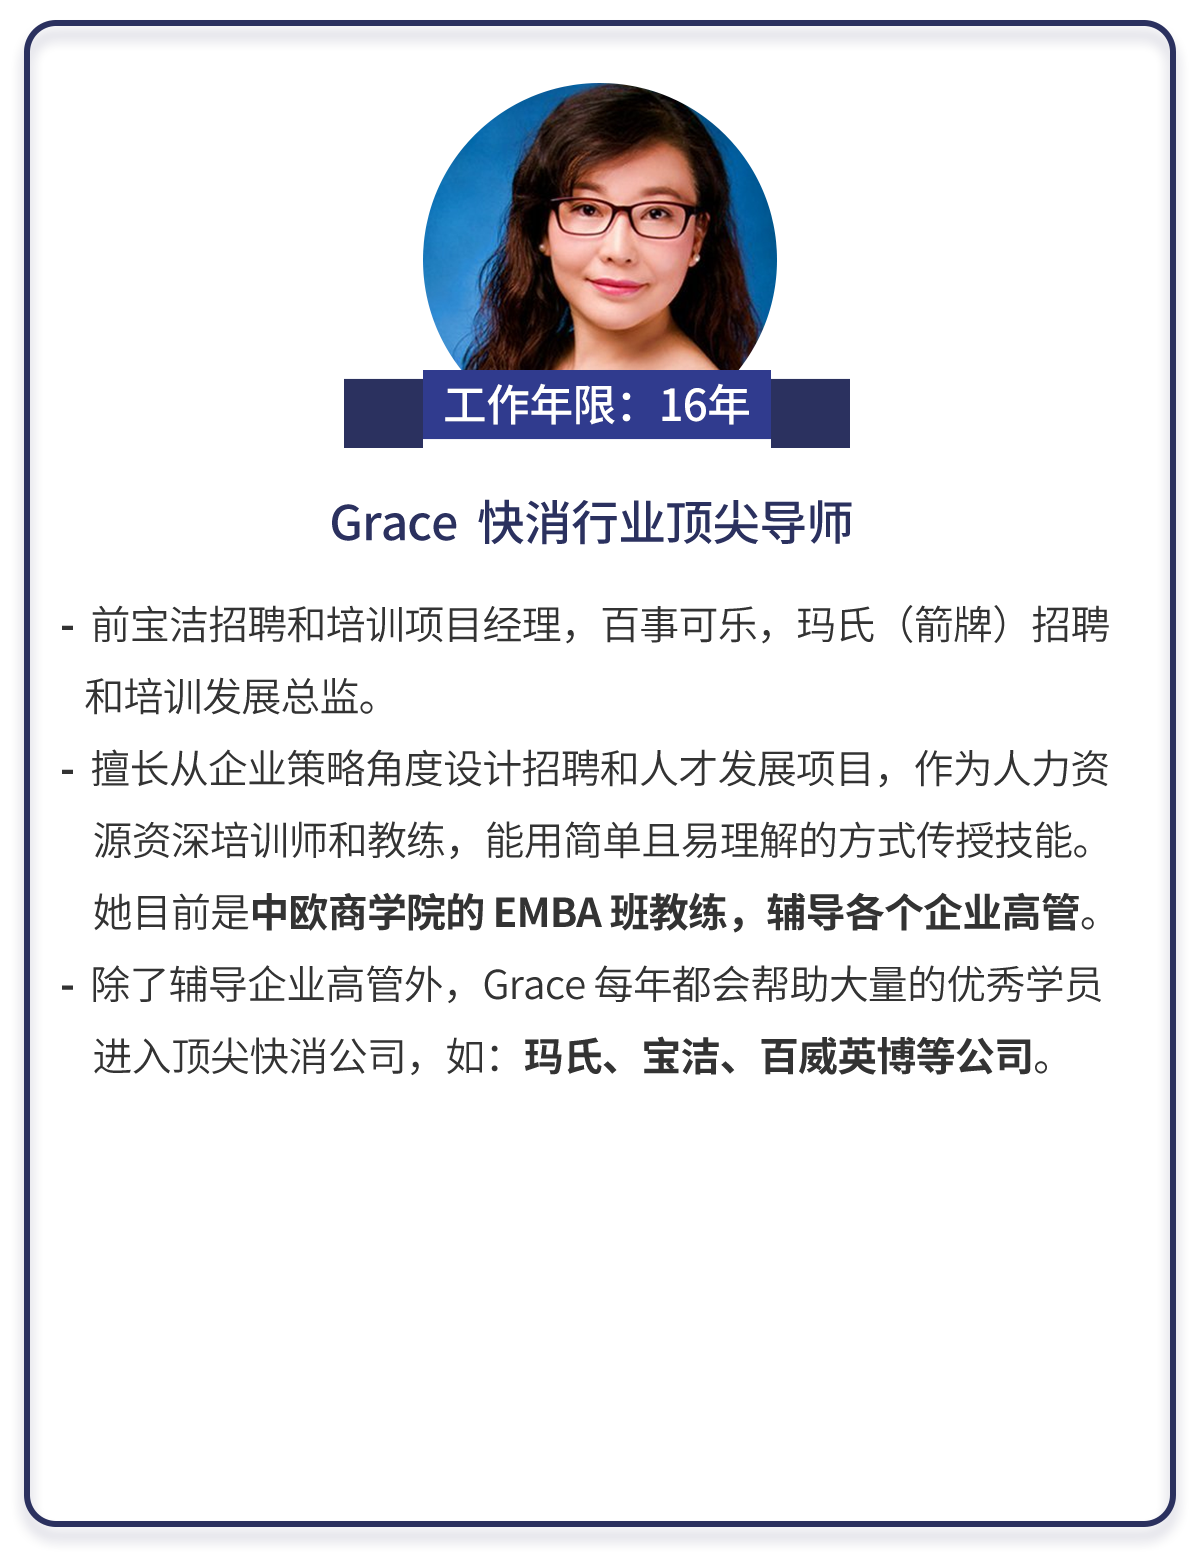 工作年限：16年
Grace 快消行业顶尖导师
- 前宝洁招聘和培训项目经理，百事可乐，玛氏（箭牌）招聘
和培训发展总监。
- 擅长从企业策略角度设计招聘和人才发展项目，作为人力资
源资深培训师和教练，能用简单且易理解的方式传授技能。
她目前是中欧商学院的 EMBA 班教练，辅导各个企业高管。
- 除了辅导企业高管外，Grace 每年都会帮助大量的优秀学员
进入顶尖快消公司，如：玛氏、宝洁、百威英博等公司。